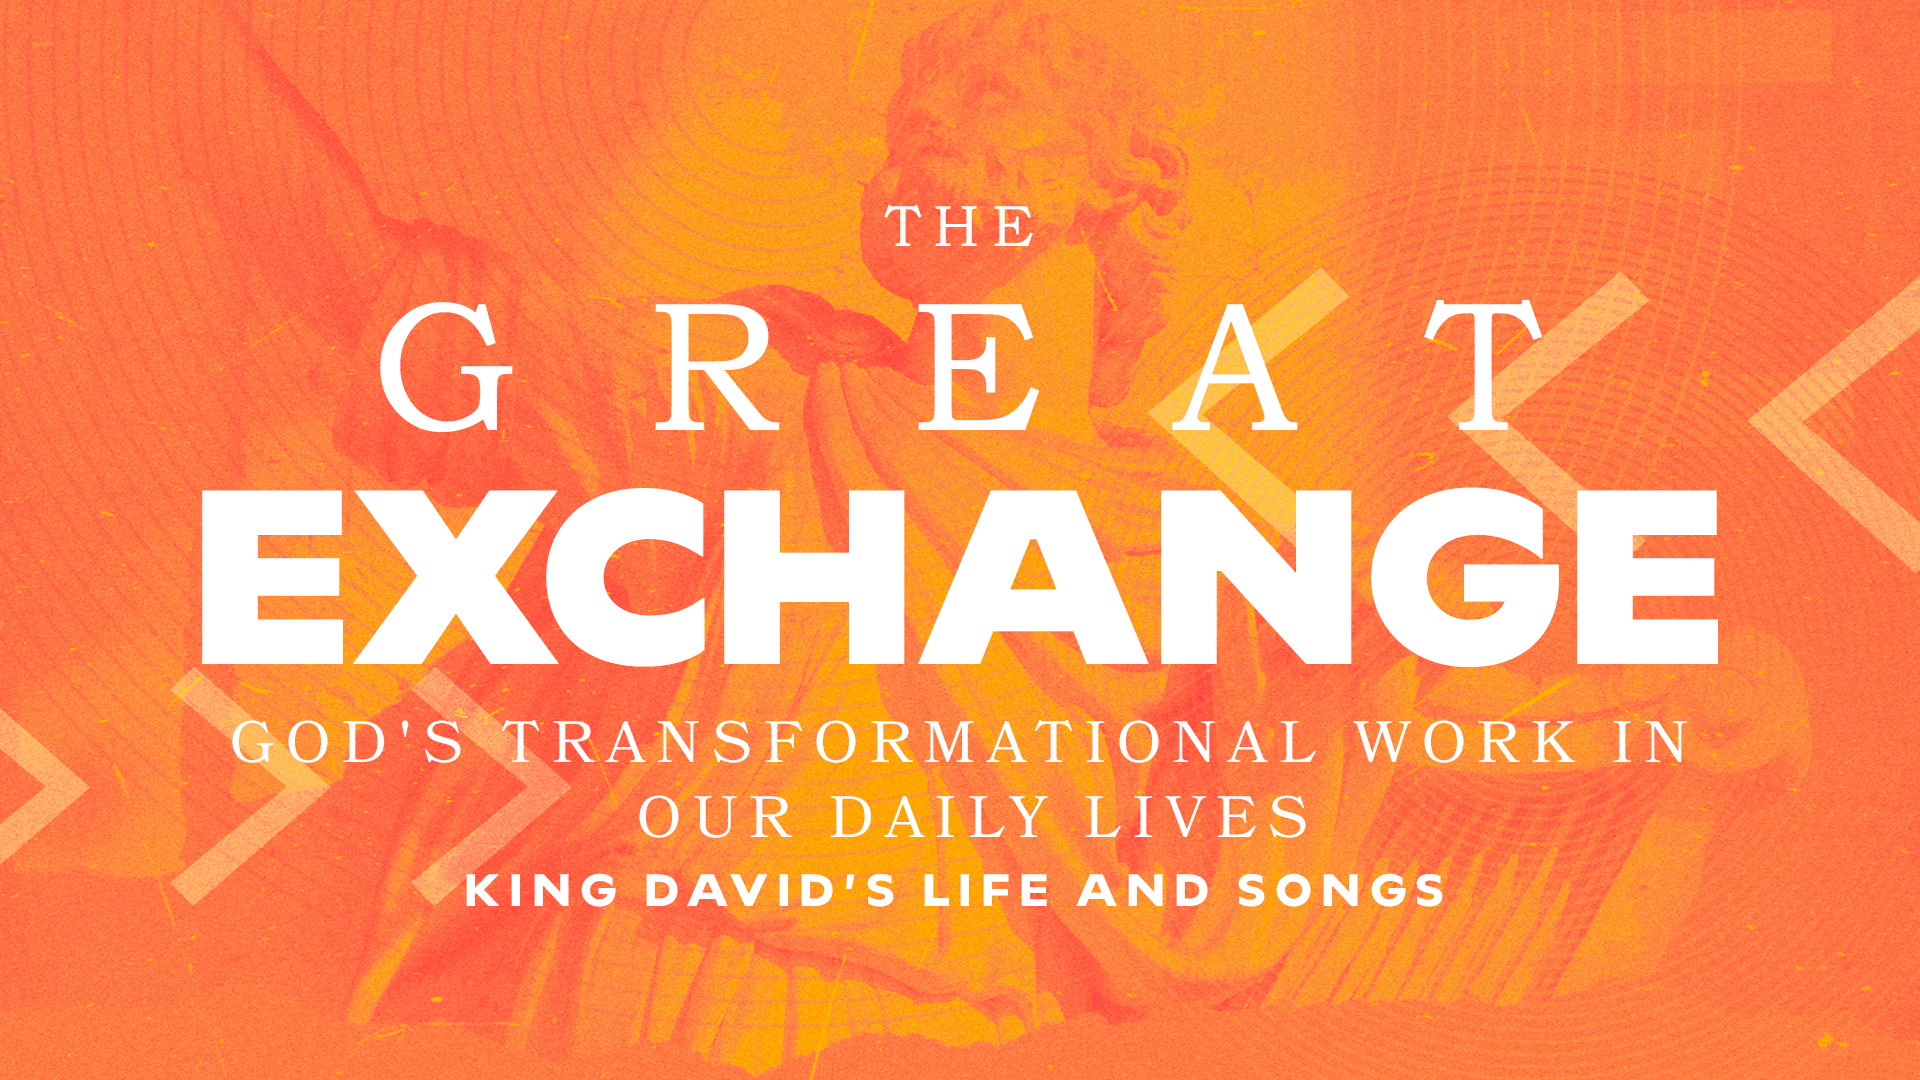 THE
GREAT
EXCHANGE
GOD'S TRANSFORMATIONAL WORK IN
OUR DAILY LIVES
KING DAVID'S LIFE AND SONGS